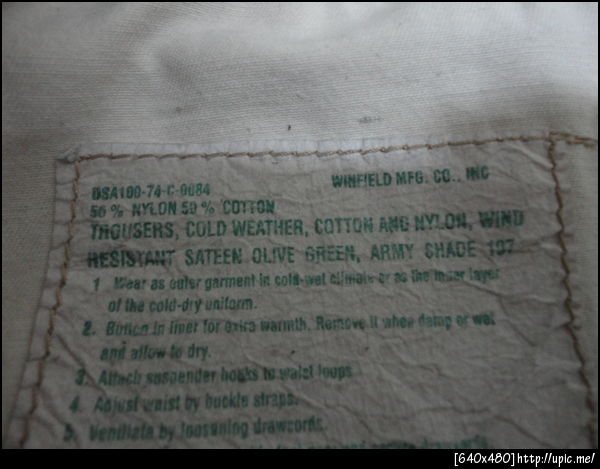 DSA100-74-C-0084
WINFIELD MFG. CO., INC
50 % NYLON 50 % COTTON
TROUSERS, COLD WEATHER, COTTON AND NYLON, WIND
RESISTANT SATEEN OLIVE GREEN, ARMY SHADE 107
1 Wear as outer garment in cold-wet climate or as the inner layer
of the cold-dry uniform.
2. Button in liner for extra warmth. Remove it when damp or wet
and allow to dry.
3. Attach suspender hooks to waist loops
4. Adjust waist by buckle straps.
5. Ventilate by loosening drawcords.
[640x480]http://upic.me/